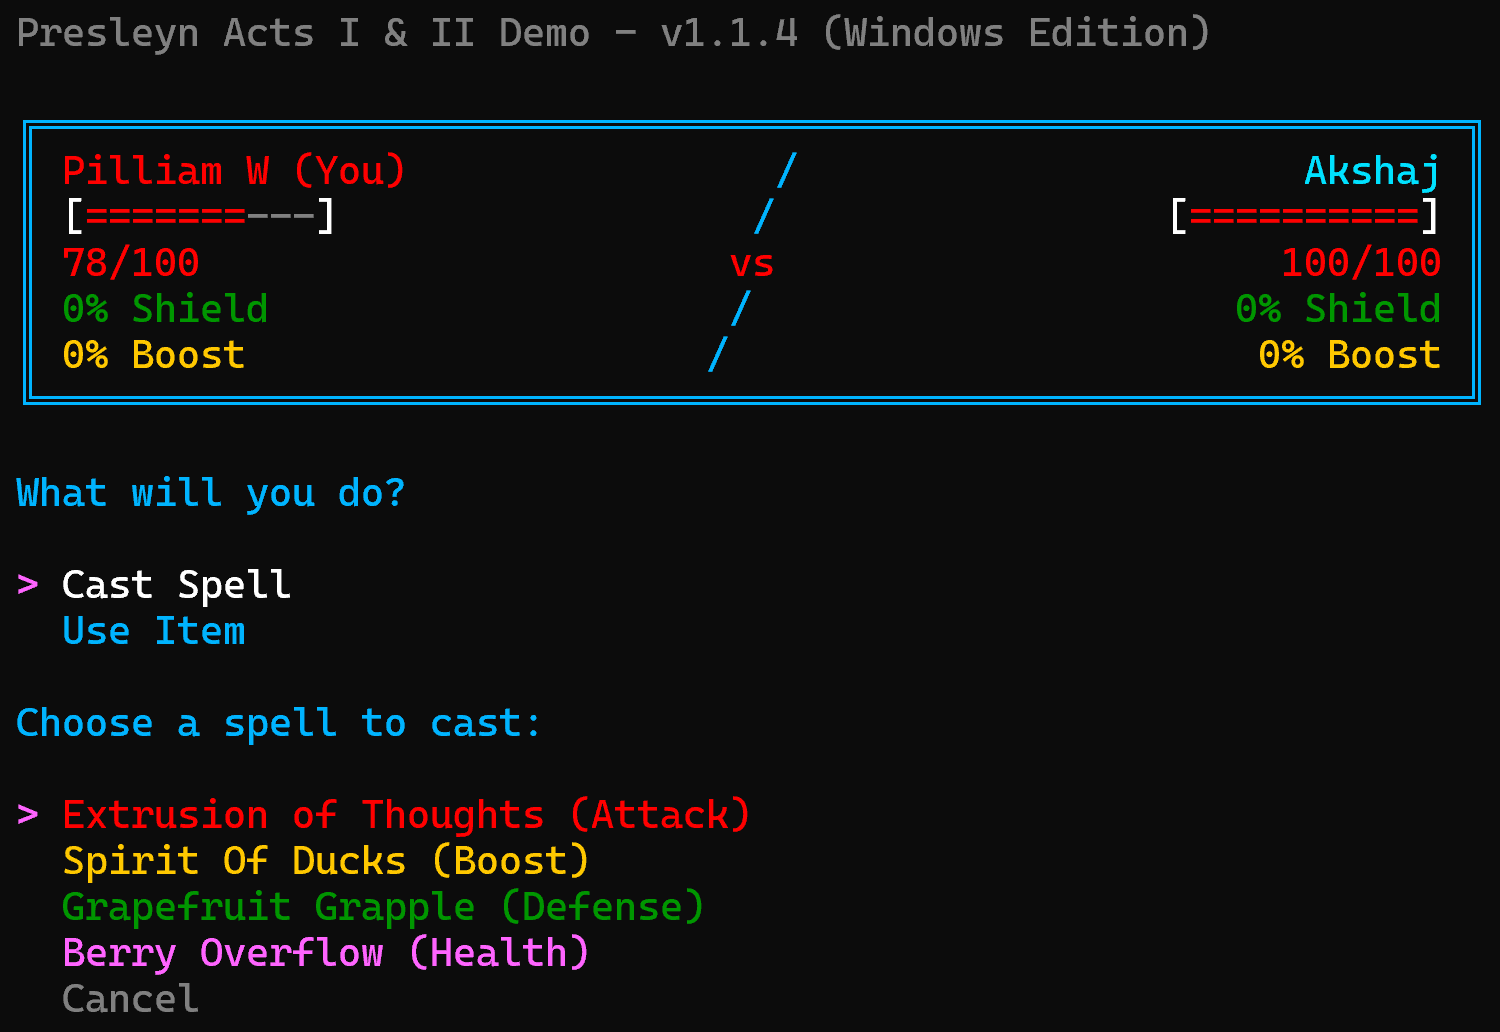 Presleyn Acts I & II Demo - v1.1.4 (Windows Edition)
Pilliam W (You) / Akshaj
[=======---] / [==========]
78/100 vs 100/100
0% Shield / 0% Shield
0% Boost / 0% Boost
What will you do?
> Cast Spell
Use Item
Choose a spell to cast:
> Extrusion of Thoughts (Attack)
Spirit Of Ducks (Boost)
Grapefruit Grapple (Defense)
Berry Overflow (Health)
Cancel